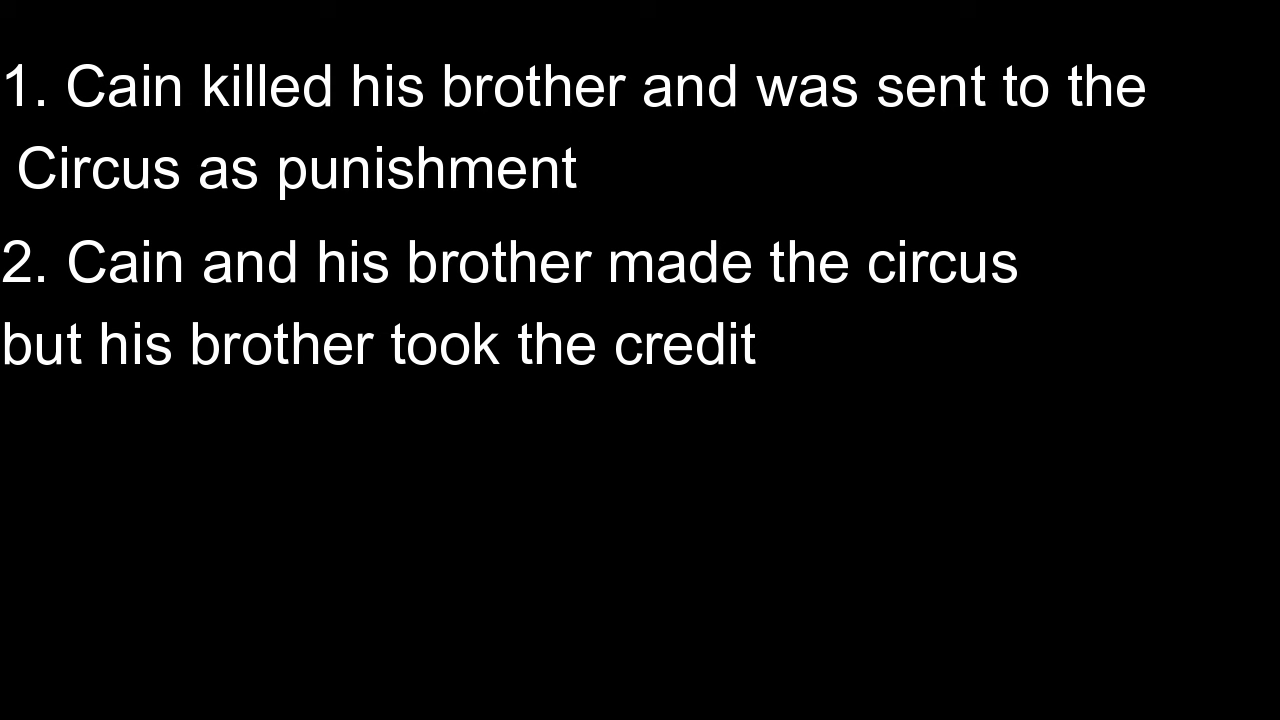 1. Cain killed his brother and was sent to the
Circus as punishment
2. Cain and his brother made the circus
but his brother took the credit